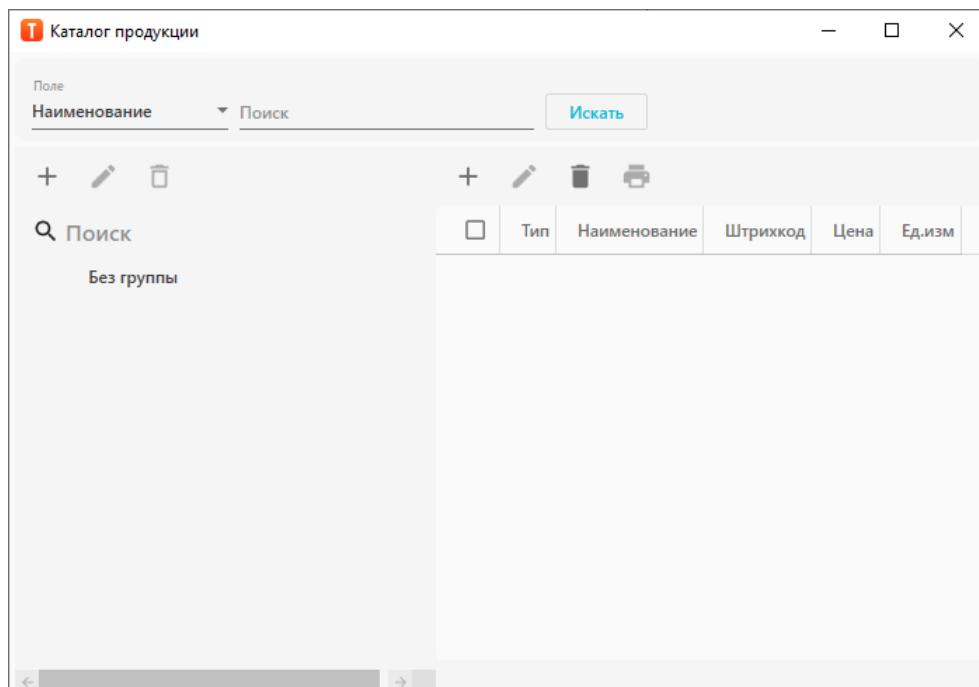 T Каталог продукции
Поле
Наименование Поиск Искать
Поиск
Без группы
Тип Наименование Штрихкод Цена Ед.изм